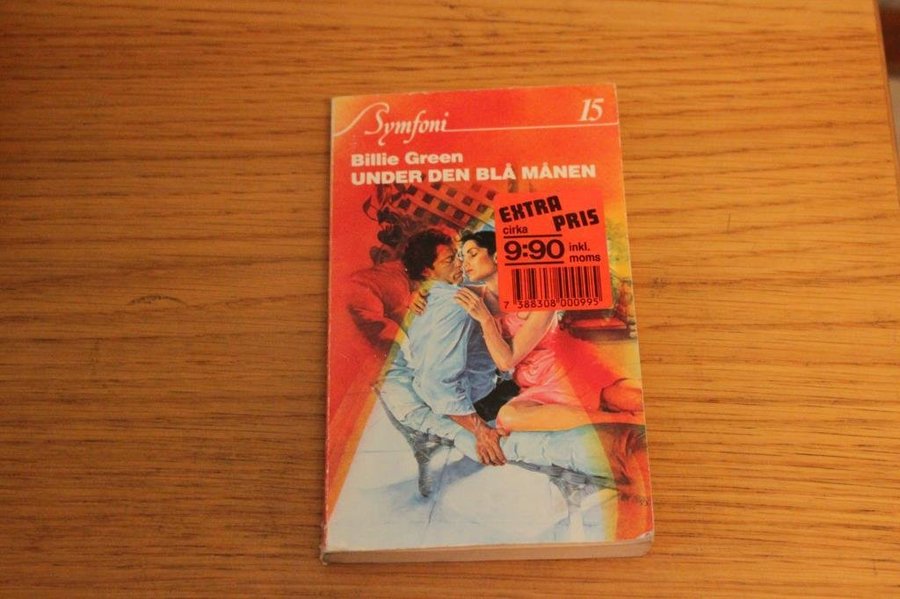 Symfoni 15
Billie Green
UNDER DEN BLÅ MÅNEN
EXTRA
PRIS
cirka
9:90 inkl.
moms
7 388308 000995